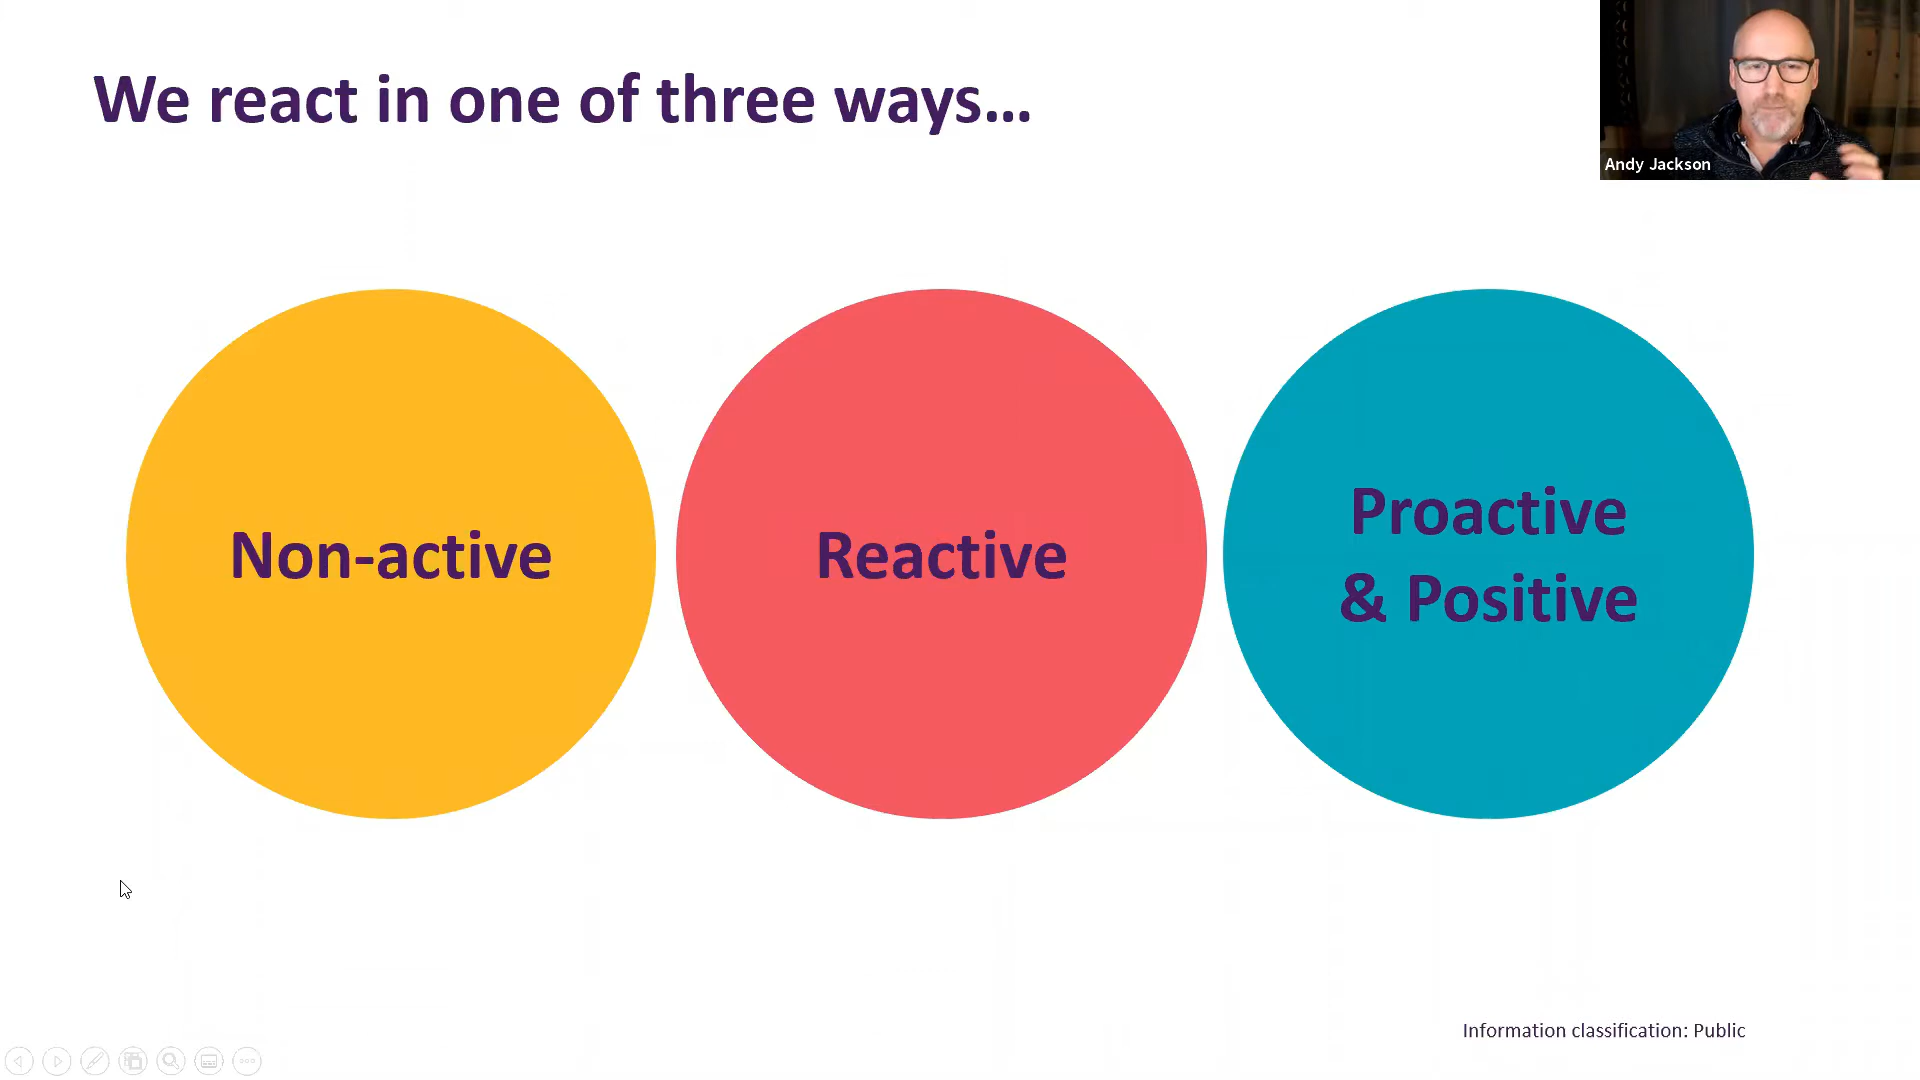 We react in one of three ways...
Andy Jackson
Non-active
Reactive
Proactive
& Positive
Information classification: Public